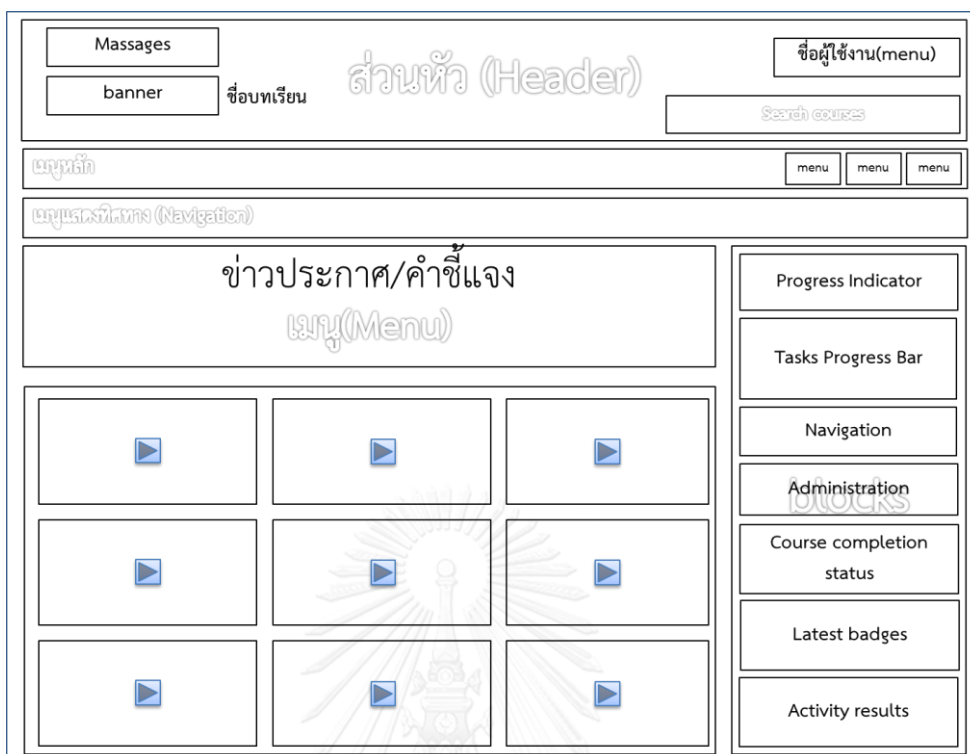 Massages
ส่วนหัว (Header)
ชื่อผู้ใช้งาน(menu)
banner
ชื่อบทเรียน
Search courses
เมนูหลัก
menu
menu
menu
เมนูแสดงทิศทาง (Navigation)
ข่าวประกาศ/คำชี้แจง
เมนู(Menu)
Progress Indicator
Tasks Progress Bar
Navigation
Administration
blocks
Course completion
status
Latest badges
Activity results